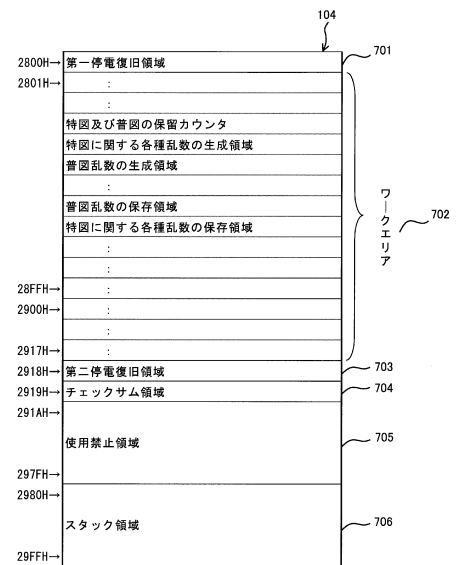 104
2800H→ 第一停電復旧領域 701
2801H→ :
:
特図及び普図の保留カウンタ
特図に関する各種乱数の生成領域
普図乱数の生成領域
:
普図乱数の保存領域
特図に関する各種乱数の保存領域
:
:
28FFH→ :
2900H→ :
:
2917H→ :
ワークエリア 702
2918H→ 第二停電復旧領域 703
2919H→ チェックサム領域 704
291AH→
使用禁止領域 705
297FH→
2980H→
スタック領域 706
29FFH→